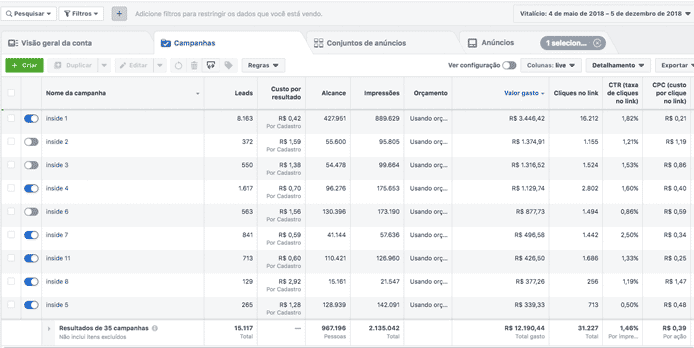 Pesquisar Filtros + Adicione filtros para restringir os dados que você está vendo. Vitalício: 4 de maio de 2018 – 5 de dezembro de 2018
Visão geral da conta Campanhas Conjuntos de anúncios Anúncios 1 selecion...
+ Criar Duplicar Editar Regras Ver configuração Colunas: live Detalhamento Exportar
Nome da campanha Leads Custo por resultado Alcance Impressões Orçamento Valor gasto Cliques no link CTR (taxa de cliques no link) CPC (custo por clique no link)
inside 1 8.163 R$ 0,42 427.951 889.629 Usando orç... R$ 3.446,42 16.212 1,82% R$ 0,21
Por Cadastro
inside 2 372 R$ 1,59 55.600 95.805 Usando orç... R$ 1.374,91 1.155 1,21% R$ 1,19
Por Cadastro
inside 3 550 R$ 1,38 54.478 99.664 Usando orç... R$ 1.316,52 1.524 1,53% R$ 0,86
Por Cadastro
inside 4 1.617 R$ 0,70 96.276 175.653 Usando orç... R$ 1.129,74 2.802 1,60% R$ 0,40
Por Cadastro
inside 6 563 R$ 1,56 130.396 173.190 Usando orç... R$ 877,73 1.494 0,86% R$ 0,59
Por Cadastro
inside 7 841 R$ 0,59 41.144 57.636 Usando orç... R$ 496,58 1.442 2,50% R$ 0,34
Por Cadastro
inside 11 713 R$ 0,60 110.421 126.960 Usando orç... R$ 426,50 1.686 1,33% R$ 0,25
Por Cadastro
inside 8 129 R$ 2,92 15.161 21.547 Usando orç... R$ 377,26 256 1,19% R$ 1,47
Por Cadastro
inside 5 265 R$ 1,28 128.939 142.091 Usando orç... R$ 339,33 713 0,50% R$ 0,48
Por Cadastro
Resultados de 35 campanhas 15.117 — 967.196 2.135.042 R$ 12.190,44 31.227 1,46% R$ 0,39
Não inclui itens excluídos Total Pessoas Total Total gasto Total Por impre... Por ação